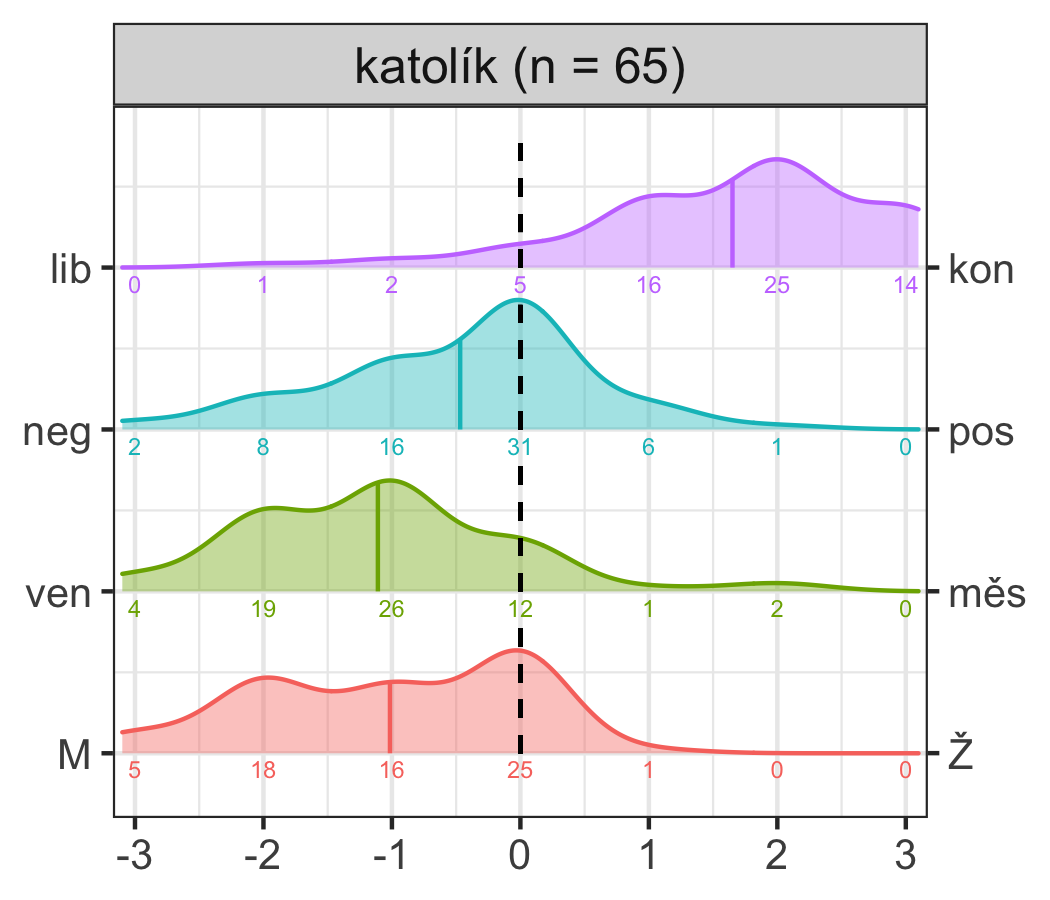 katolík (n = 65)
lib kon
0 1 2 5 16 25 14
neg pos
2 8 16 31 6 1 0
ven měs
4 19 26 12 1 2 0
M Ž
5 18 16 25 1 0 0
-3 -2 -1 0 1 2 3